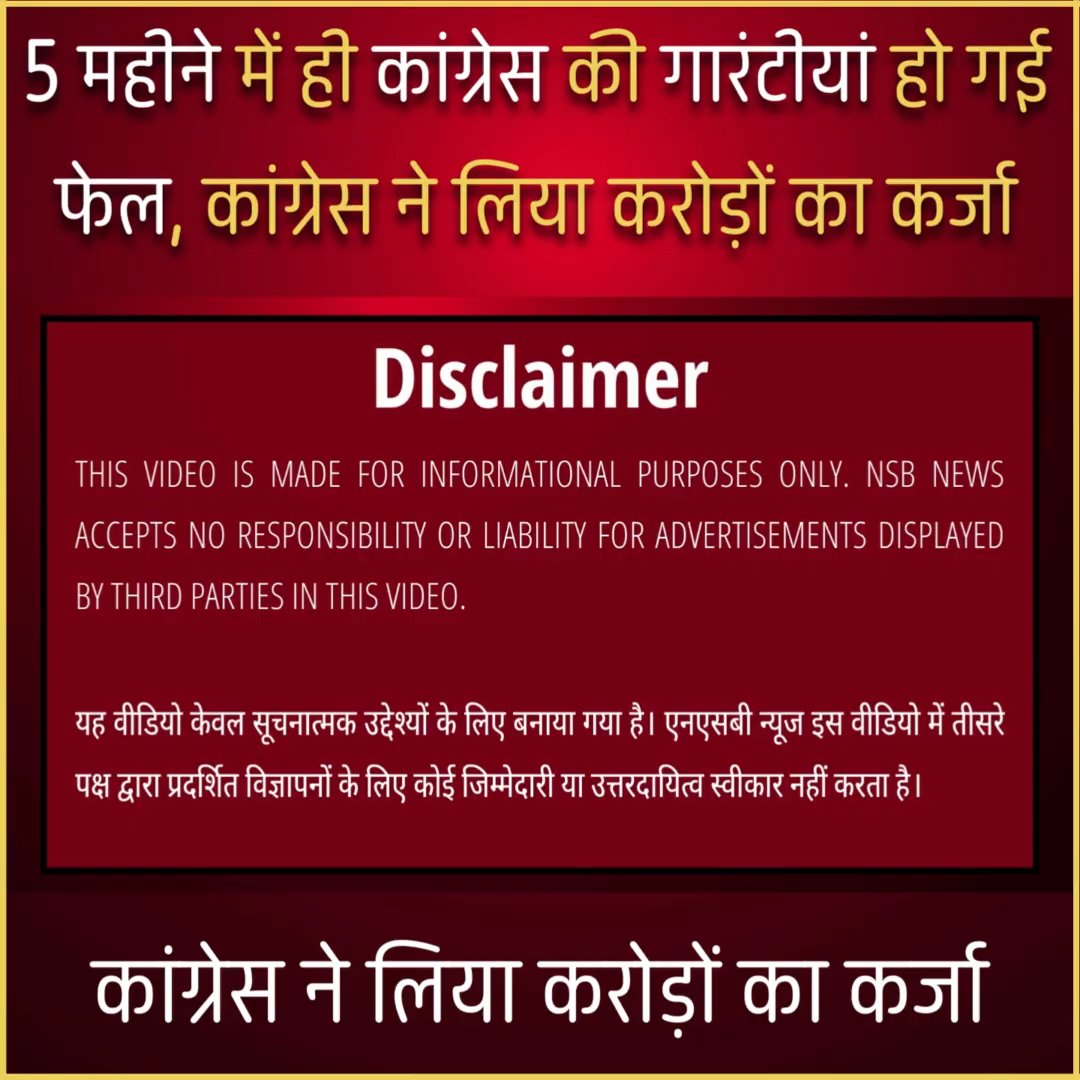 5 महीने में ही कांग्रेस की गारंटीयां हो गई
फेल, कांग्रेस ने लिया करोड़ों का कर्जा
Disclaimer
THIS VIDEO IS MADE FOR INFORMATIONAL PURPOSES ONLY. NSB NEWS
ACCEPTS NO RESPONSIBILITY OR LIABILITY FOR ADVERTISEMENTS DISPLAYED
BY THIRD PARTIES IN THIS VIDEO.
यह वीडियो केवल सूचनात्मक उद्देश्यों के लिए बनाया गया है। एनएसबी न्यूज इस वीडियो में तीसरे
पक्ष द्वारा प्रदर्शित विज्ञापनों के लिए कोई जिम्मेदारी या उत्तरदायित्व स्वीकार नहीं करता है।
कांग्रेस ने लिया करोड़ों का कर्जा